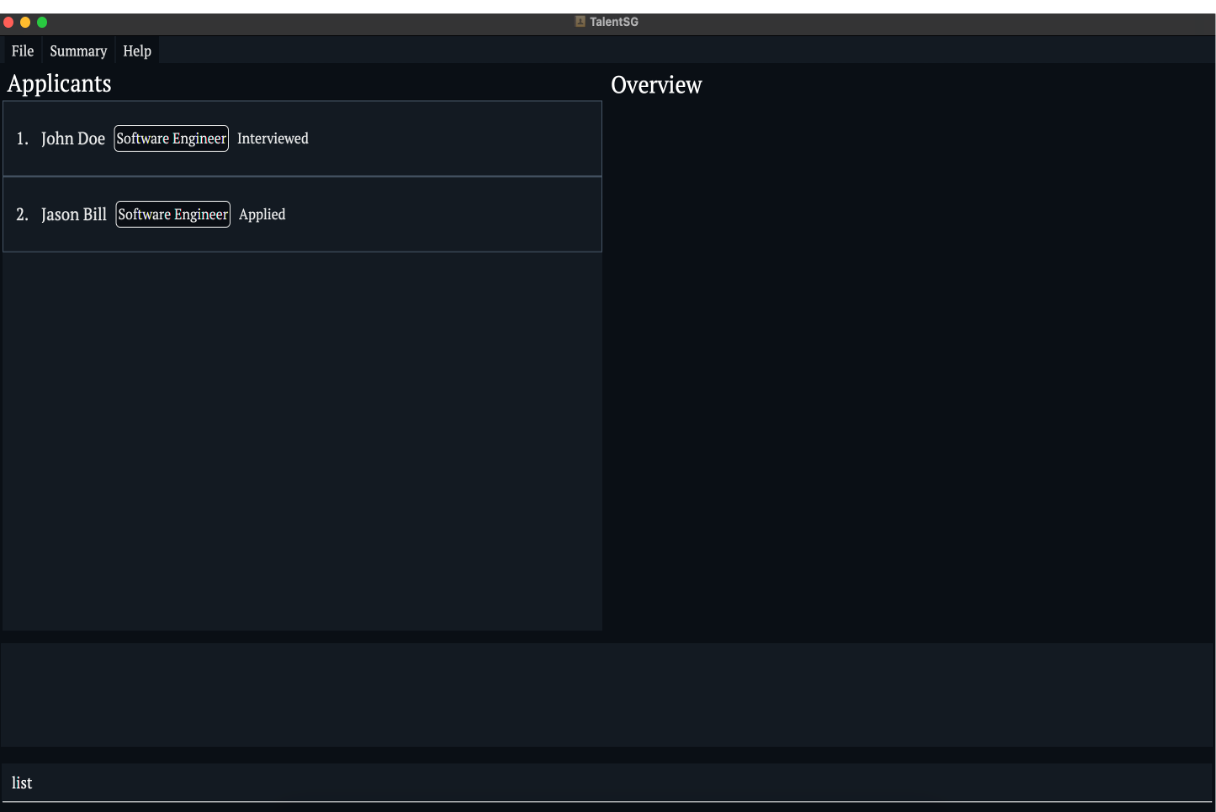 TalentSG
File Summary Help
Applicants
Overview
1. John Doe Software Engineer Interviewed
2. Jason Bill Software Engineer Applied
list